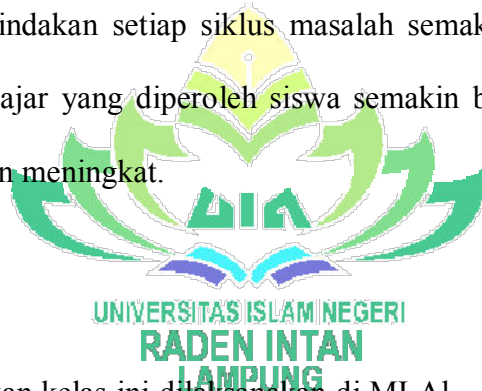 indakan setiap siklus masalah semak
ajar yang diperoleh siswa semakin b
n meningkat.
UNIVERSITAS ISLAM NEGERI
RADEN INTAN
LAMPUNG
an kelas ini dilaksanakan di MI Al